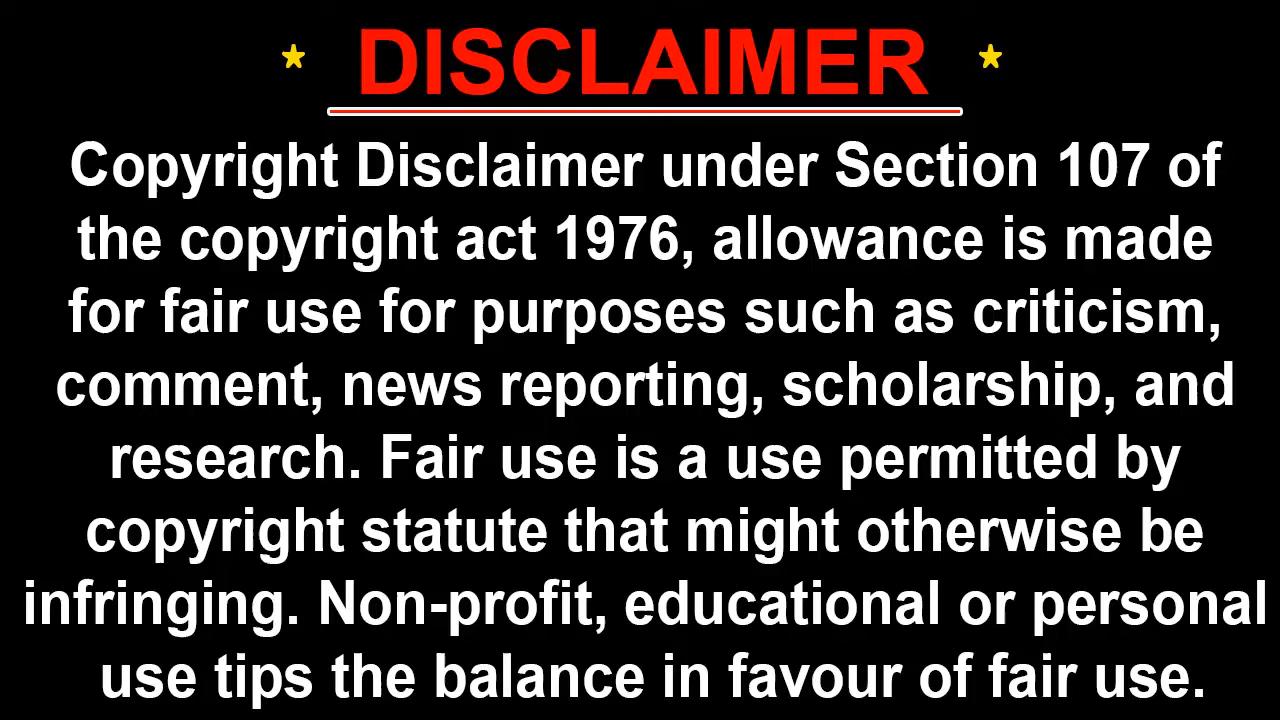 DISCLAIMER
Copyright Disclaimer under Section 107 of
the copyright act 1976, allowance is made
for fair use for purposes such as criticism,
comment, news reporting, scholarship, and
research. Fair use is a use permitted by
copyright statute that might otherwise be
infringing. Non-profit, educational or personal
use tips the balance in favour of fair use.